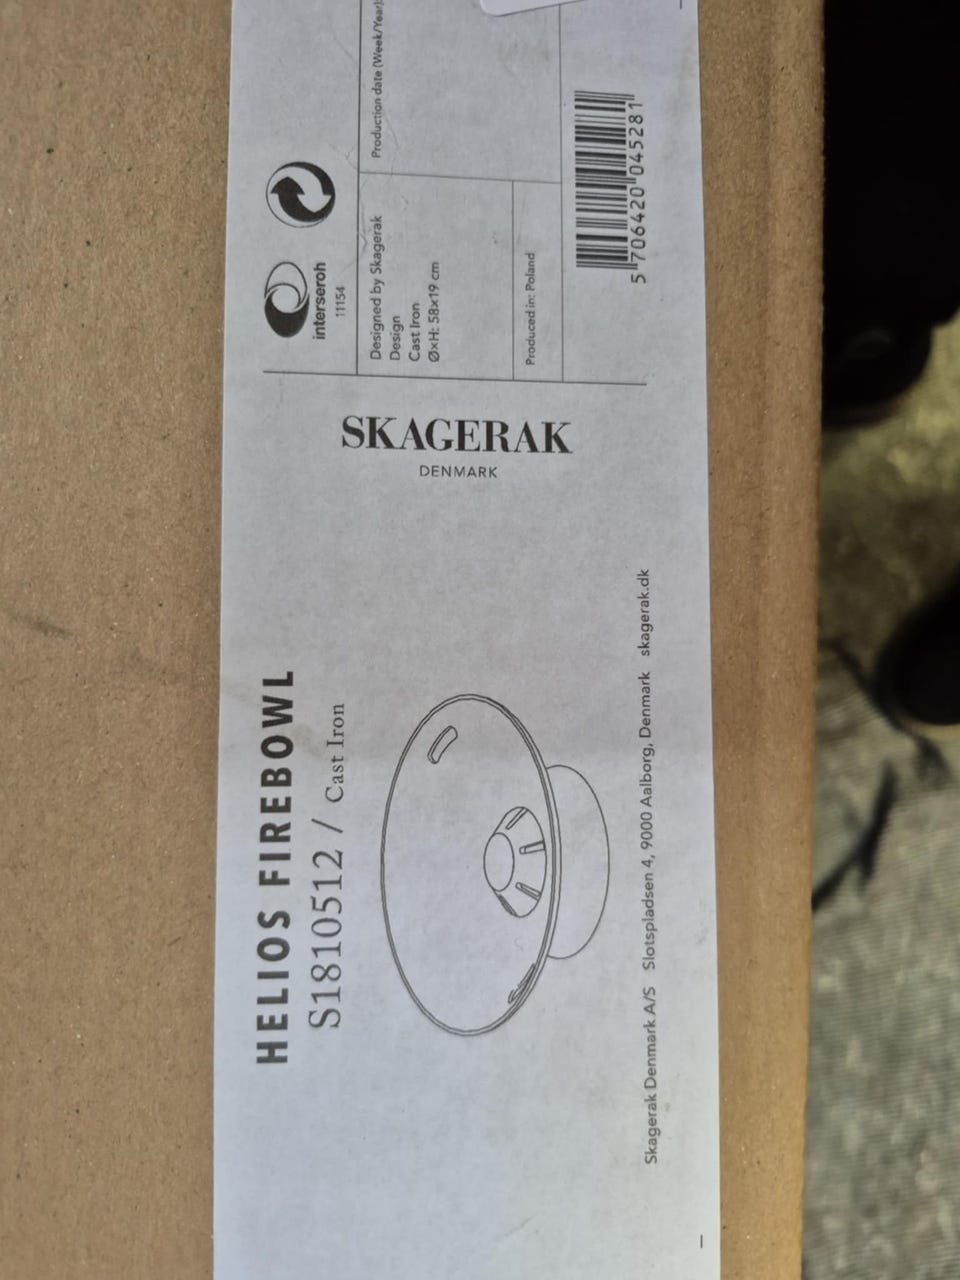 HELIOS FIREBOWL
S1810512 / Cast Iron
Skagerak Denmark A/S Slotspladsen 4, 9000 Aalborg, Denmark skagerak.dk
SKAGERAK
DENMARK
interseroh
11154
Designed by Skagerak
Design
Cast Iron
ØxH: 58x19 cm
Produced in: Poland
Production date (Week/Year)
5 706420 045281